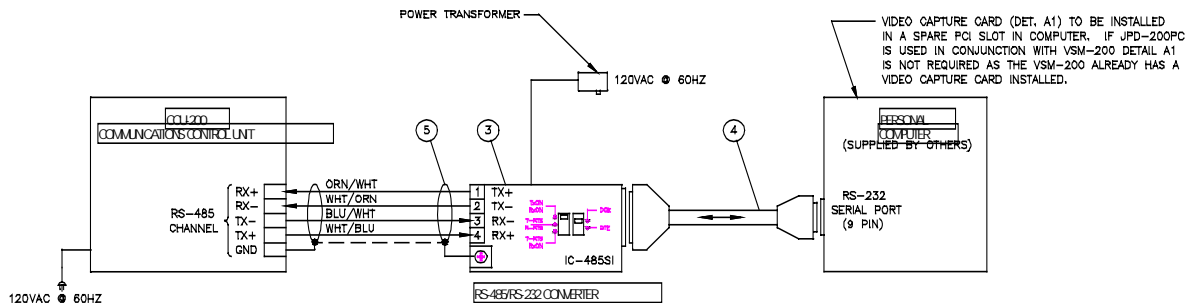 POWER TRANSFORMER
120VAC @ 60HZ
VIDEO CAPTURE CARD (DET. A1) TO BE INSTALLED
IN A SPARE PCI SLOT IN COMPUTER. IF JPD-200PC
IS USED IN CONJUNCTION WITH VSM-200 DETAIL A1
IS NOT REQUIRED AS THE VSM-200 ALREADY HAS A
VIDEO CAPTURE CARD INSTALLED.
CCU-200
COMMUNICATIONS CONTROL UNIT
5
3
4
PERSONAL
COMPUTER
(SUPPLIED BY OTHERS)
RS-485
CHANNEL
RX+
RX-
TX-
TX+
GND
ORN/WHT
WHT/ORN
BLU/WHT
WHT/BLU
1 TX+
2 TX-
3 RX-
4 RX+
IC-485SI
RS-232
SERIAL PORT
(9 PIN)
RS-485/RS-232 CONVERTER
120VAC @ 60HZ